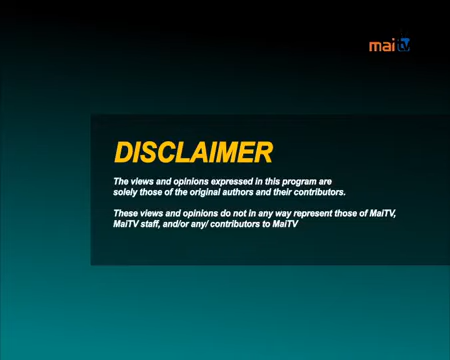 mai tv
DISCLAIMER
The views and opinions expressed in this program are
solely those of the original authors and their contributors.
These views and opinions do not in any way represent those of MaiTV,
MaiTV staff, and/or any/ contributors to MaiTV